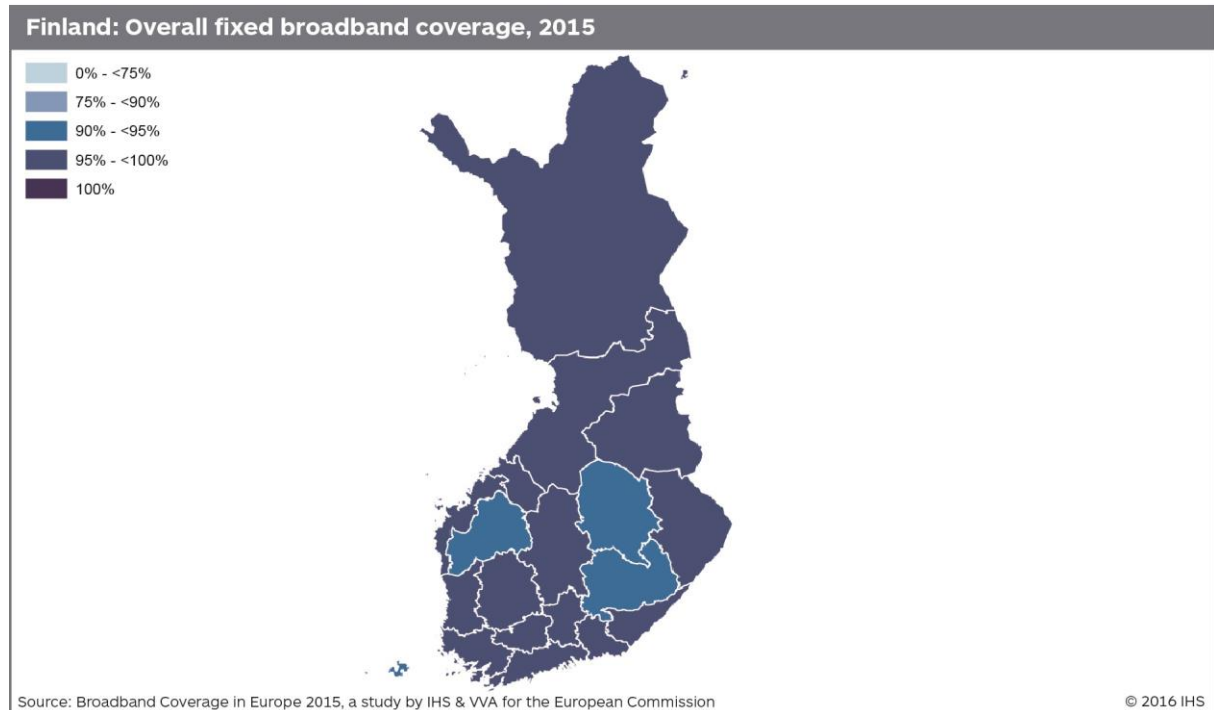 Finland: Overall fixed broadband coverage, 2015
0% - <75%
75% - <90%
90% - <95%
95% - <100%
100%
Source: Broadband Coverage in Europe 2015, a study by IHS & VVA for the European Commission
© 2016 IHS